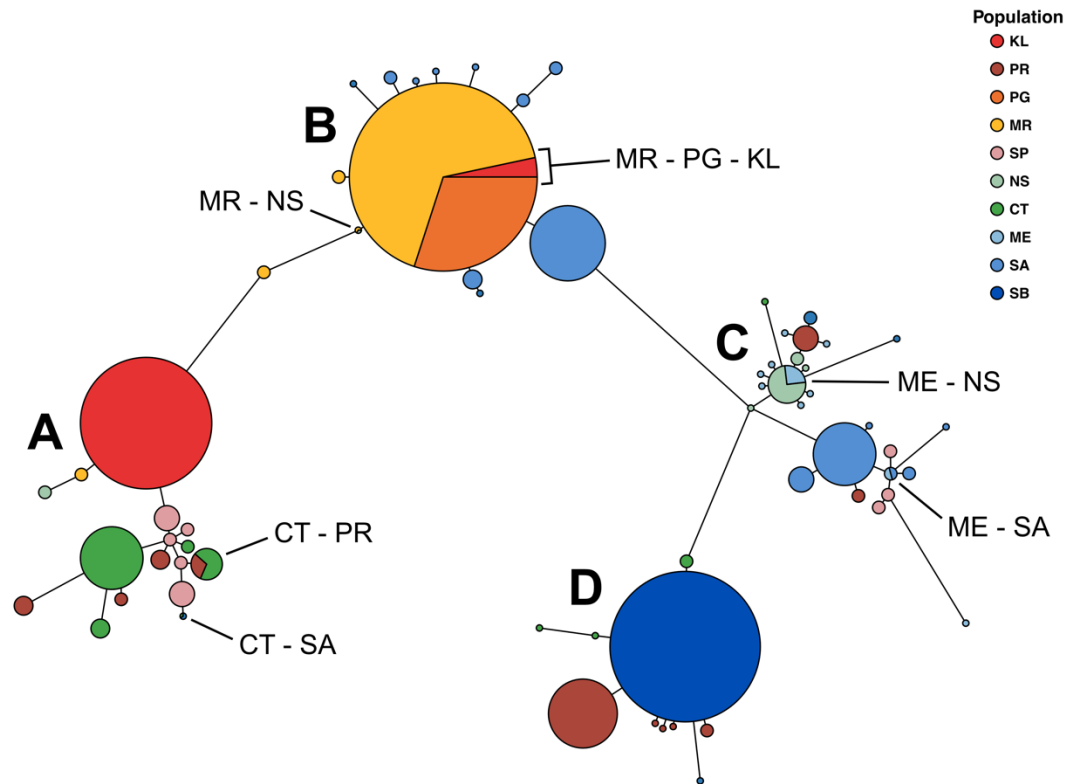 Population
KL
PR
PG
MR
SP
NS
CT
ME
SA
SB
B
MR - PG - KL
MR - NS
C
ME - NS
A
ME - SA
CT - PR
D
CT - SA